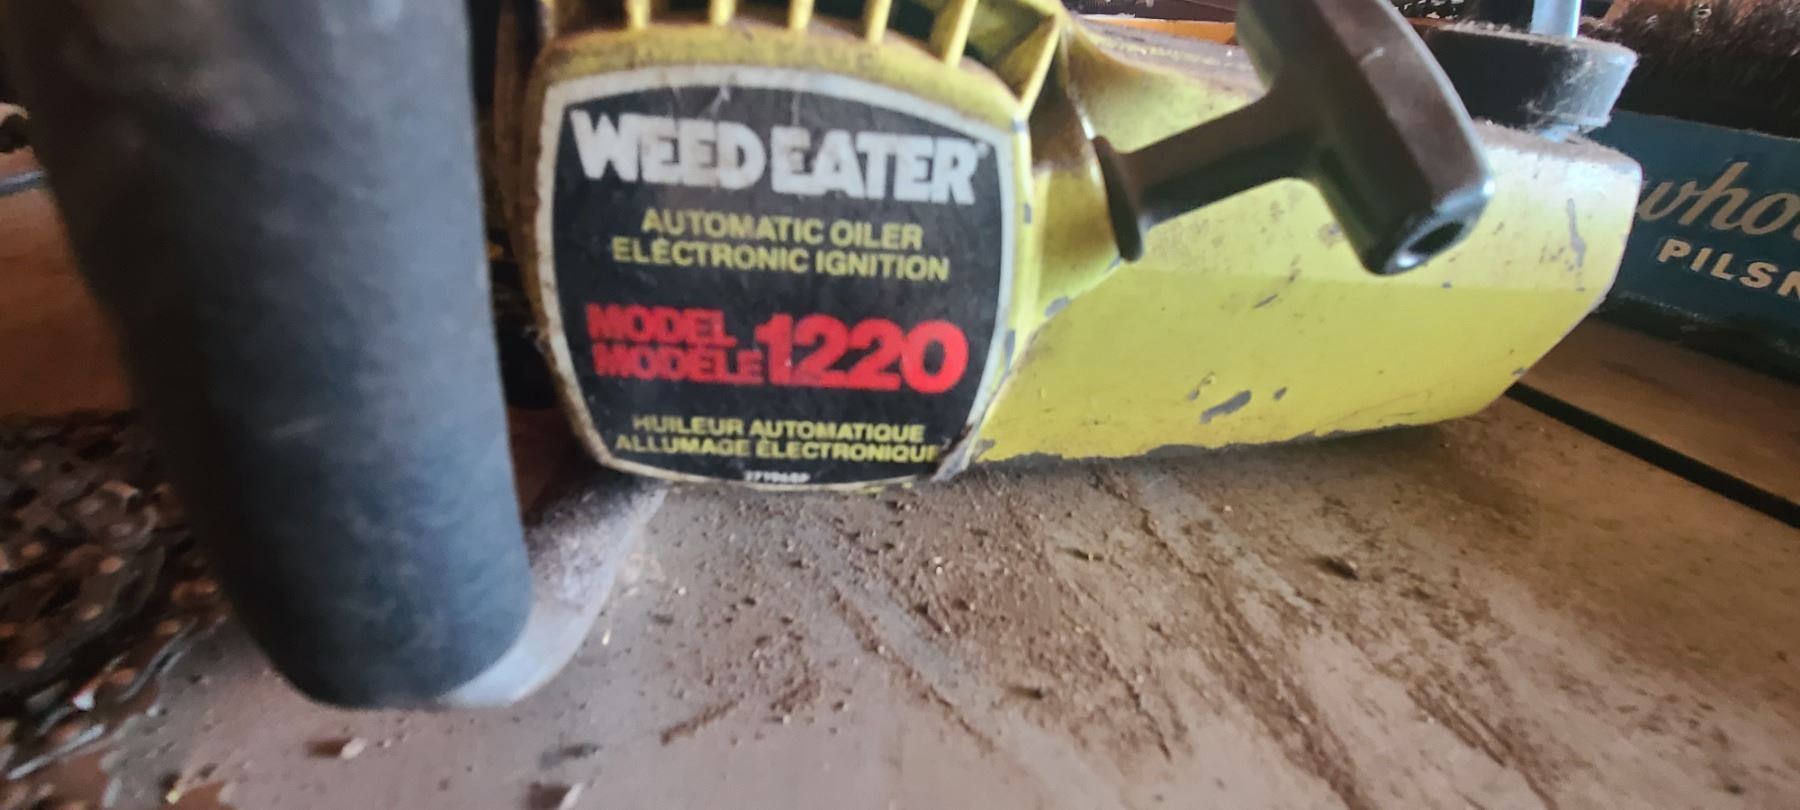 WEED EATER
AUTOMATIC OILER
ELECTRONIC IGNITION
MODEL
MODÈLE 1220
HUILEUR AUTOMATIQUE
ALLUMAGE ÉLECTRONIQUE
PILSN